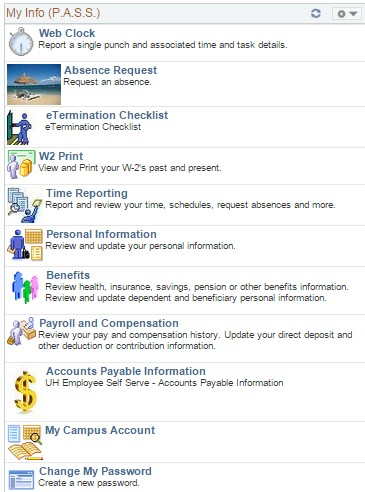 My Info (P.A.S.S.)
Web Clock
Report a single punch and associated time and task details.
Absence Request
Request an absence.
eTermination Checklist
eTermination Checklist
W2 Print
View and Print your W-2's past and present.
Time Reporting
Report and review your time, schedules, request absences and more.
Personal Information
Review and update your personal information.
Benefits
Review health, insurance, savings, pension or other benefits information.
Review and update dependent and beneficiary personal information.
Payroll and Compensation
Review your pay and compensation history. Update your direct deposit and
other deduction or contribution information.
Accounts Payable Information
UH Employee Self Serve - Accounts Payable Information
My Campus Account
Change My Password
Create a new password.